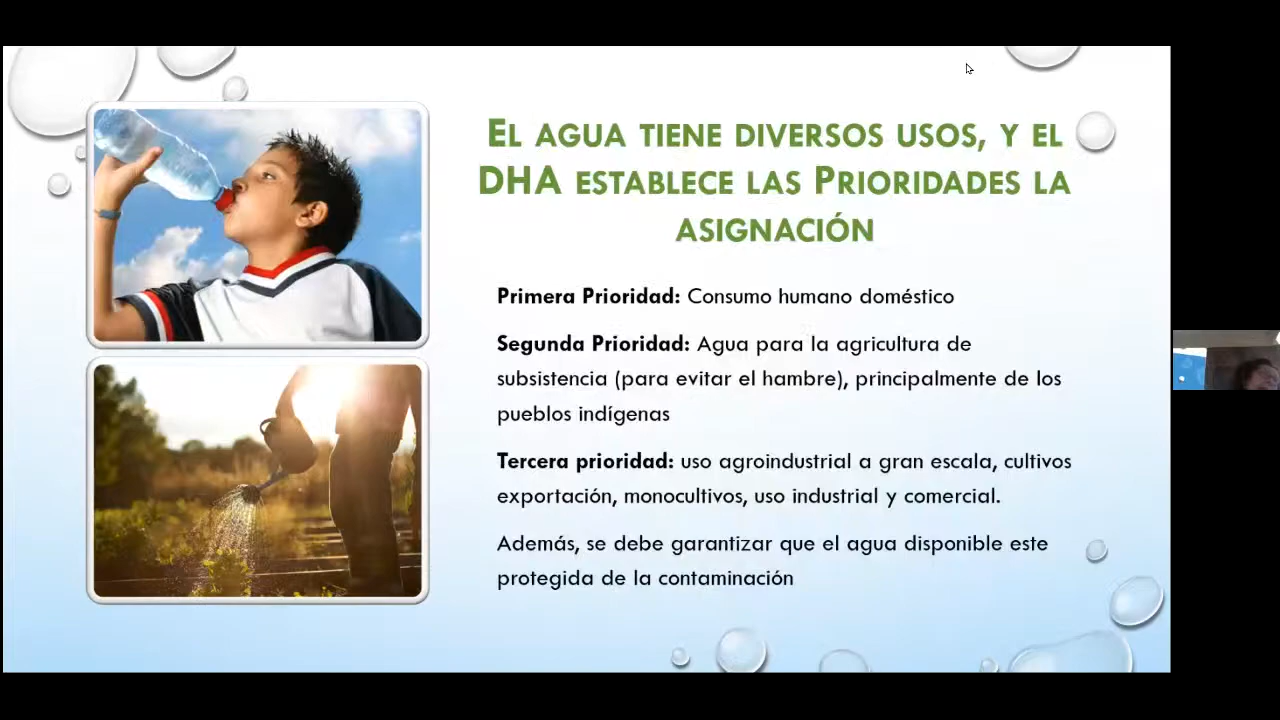 El agua tiene diversos usos, y el
DHA establece las Prioridades la
asignación
Primera Prioridad: Consumo humano doméstico
Segunda Prioridad: Agua para la agricultura de
subsistencia (para evitar el hambre), principalmente de los
pueblos indígenas
Tercera prioridad: uso agroindustrial a gran escala, cultivos
exportación, monocultivos, uso industrial y comercial.
Además, se debe garantizar que el agua disponible este
protegida de la contaminación